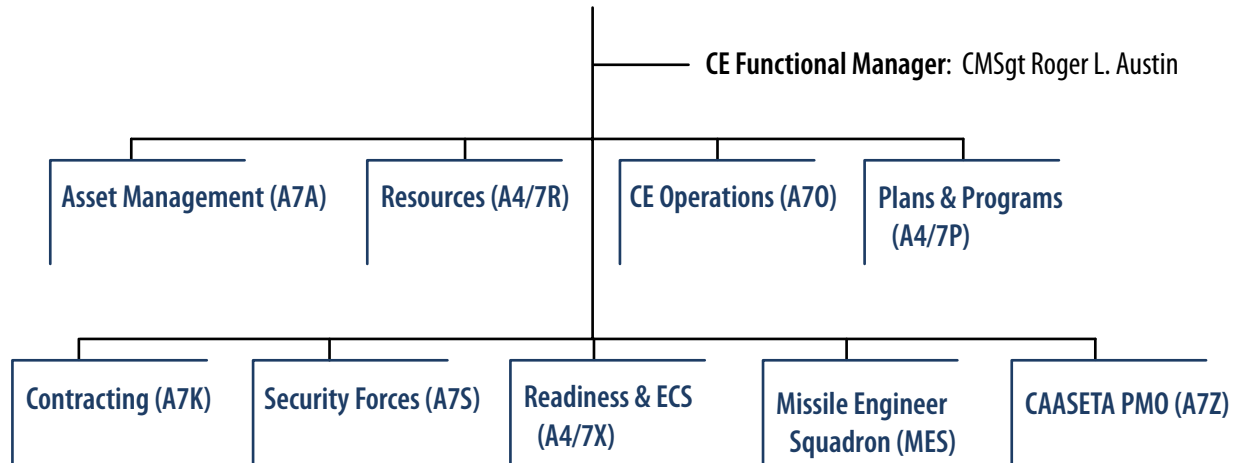 CE Functional Manager: CMSgt Roger L. Austin
Asset Management (A7A)
Resources (A4/7R)
CE Operations (A7O)
Plans & Programs
(A4/7P)
Contracting (A7K)
Security Forces (A7S)
Readiness & ECS
(A4/7X)
Missile Engineer
Squadron (MES)
CAASETA PMO (A7Z)